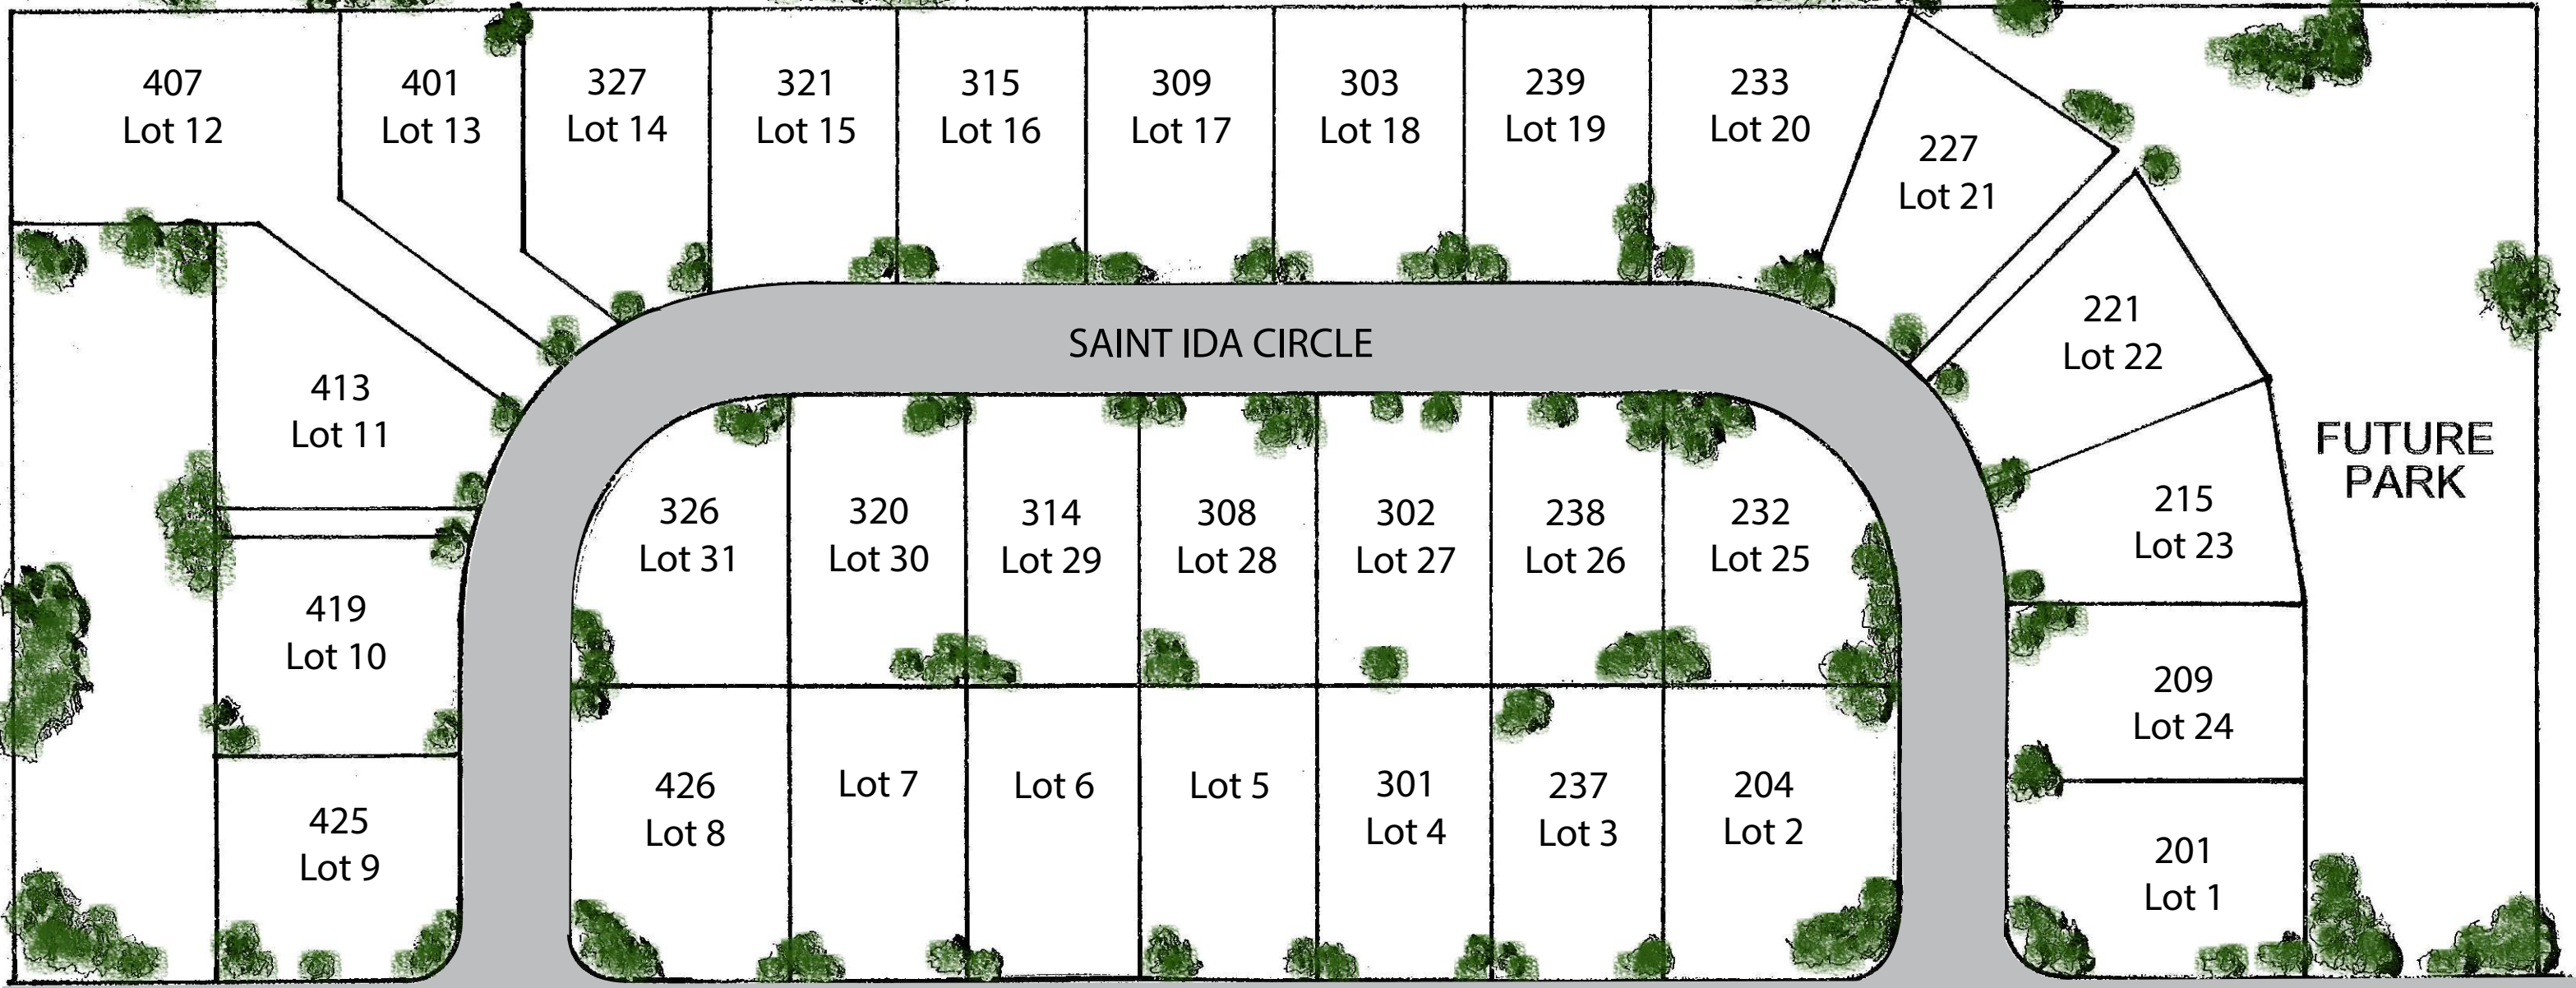 407
Lot 12
401
Lot 13
327
Lot 14
321
Lot 15
315
Lot 16
309
Lot 17
303
Lot 18
239
Lot 19
233
Lot 20
227
Lot 21
221
Lot 22
SAINT IDA CIRCLE
413
Lot 11
FUTURE
PARK
215
Lot 23
326
Lot 31
320
Lot 30
314
Lot 29
308
Lot 28
302
Lot 27
238
Lot 26
232
Lot 25
419
Lot 10
209
Lot 24
425
Lot 9
426
Lot 8
Lot 7
Lot 6
Lot 5
301
Lot 4
237
Lot 3
204
Lot 2
201
Lot 1